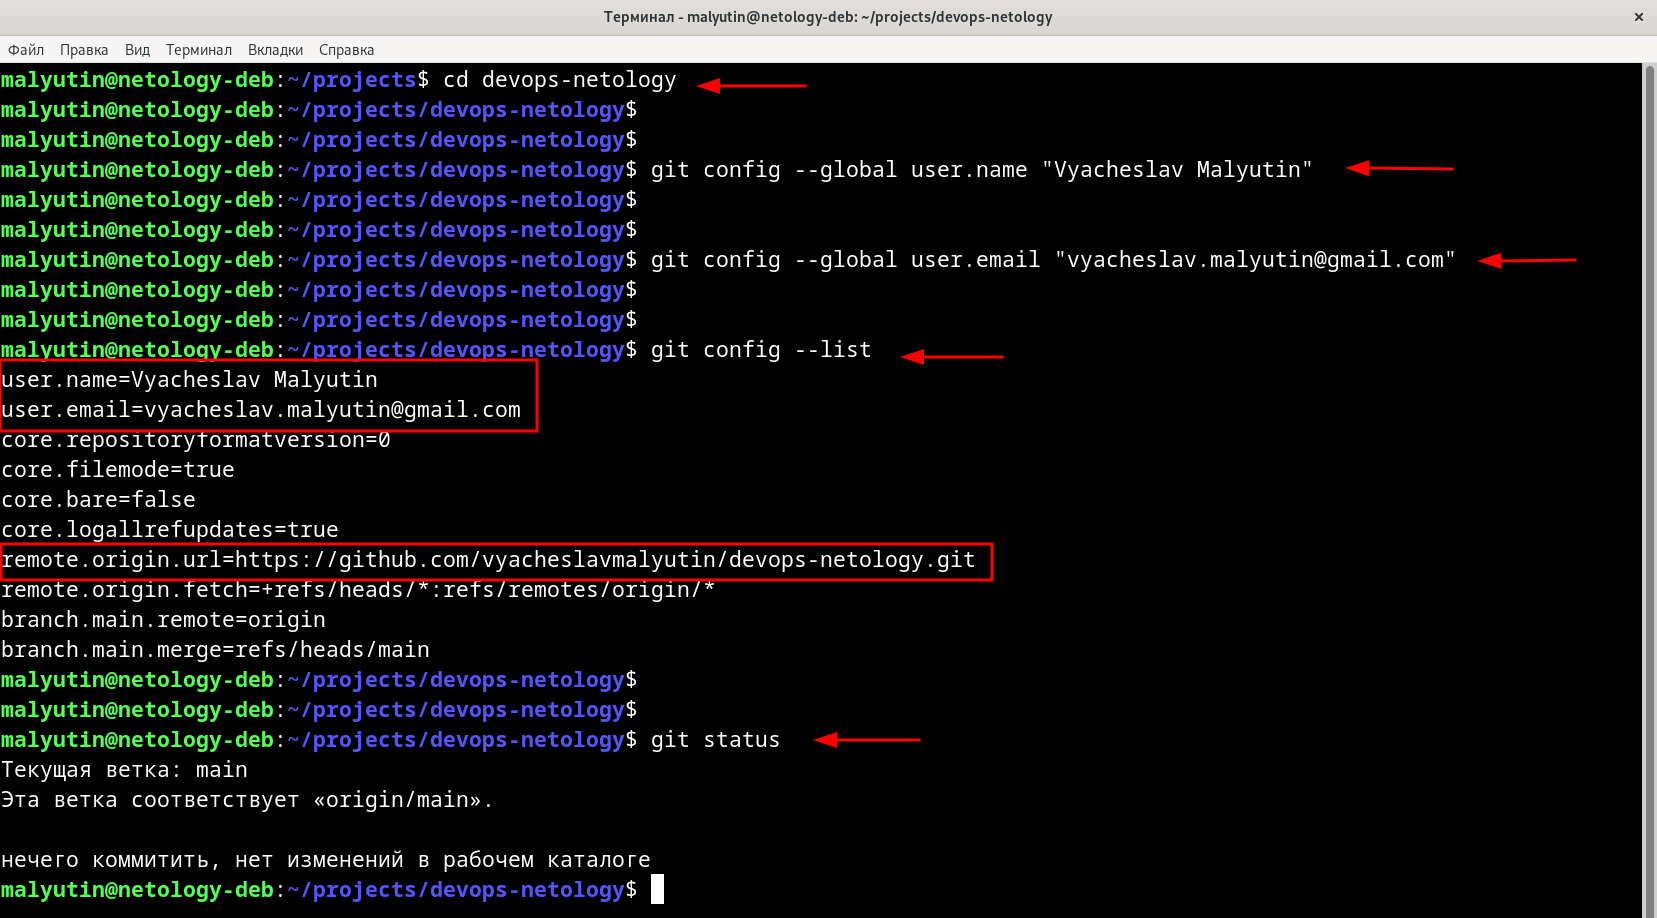 Терминал - malyutin@netology-deb: ~/projects/devops-netology
Файл Правка Вид Терминал Вкладки Справка
malyutin@netology-deb:~/projects$ cd devops-netology
malyutin@netology-deb:~/projects/devops-netology$
malyutin@netology-deb:~/projects/devops-netology$
malyutin@netology-deb:~/projects/devops-netology$ git config --global user.name "Vyacheslav Malyutin"
malyutin@netology-deb:~/projects/devops-netology$
malyutin@netology-deb:~/projects/devops-netology$
malyutin@netology-deb:~/projects/devops-netology$ git config --global user.email "vyacheslav.malyutin@gmail.com"
malyutin@netology-deb:~/projects/devops-netology$
malyutin@netology-deb:~/projects/devops-netology$
malyutin@netology-deb:~/projects/devops-netology$ git config --list
user.name=Vyacheslav Malyutin
user.email=vyacheslav.malyutin@gmail.com
core.repositoryformatversion=0
core.filemode=true
core.bare=false
core.logallrefupdates=true
remote.origin.url=https://github.com/vyacheslavmalyutin/devops-netology.git
remote.origin.fetch=+refs/heads/*:refs/remotes/origin/*
branch.main.remote=origin
branch.main.merge=refs/heads/main
malyutin@netology-deb:~/projects/devops-netology$
malyutin@netology-deb:~/projects/devops-netology$
malyutin@netology-deb:~/projects/devops-netology$ git status
Текущая ветка: main
Эта ветка соответствует «origin/main».
нечего коммитить, нет изменений в рабочем каталоге
malyutin@netology-deb:~/projects/devops-netology$